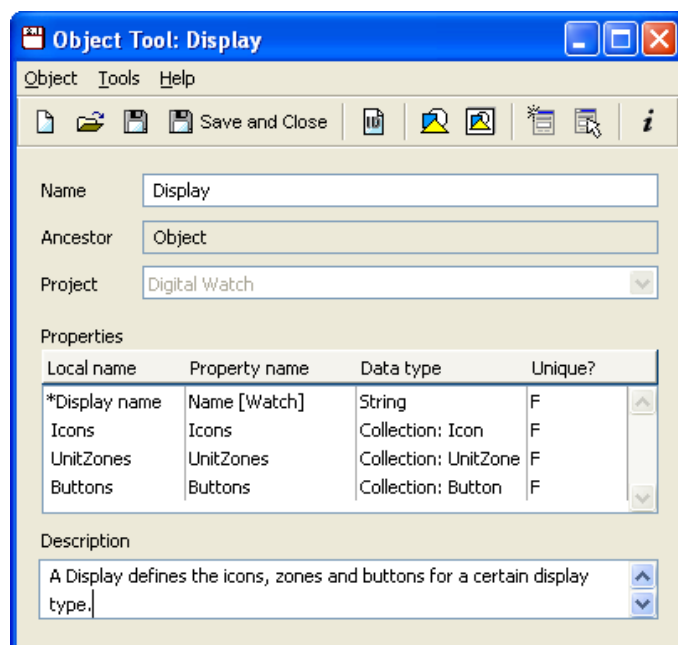 Object Tool: Display
Object Tools Help
Save and Close
Name Display
Ancestor Object
Project Digital Watch
Properties
Local name Property name Data type Unique?
*Display name Name [Watch] String F
Icons Icons Collection: Icon F
UnitZones UnitZones Collection: UnitZone F
Buttons Buttons Collection: Button F
Description
A Display defines the icons, zones and buttons for a certain display
type.